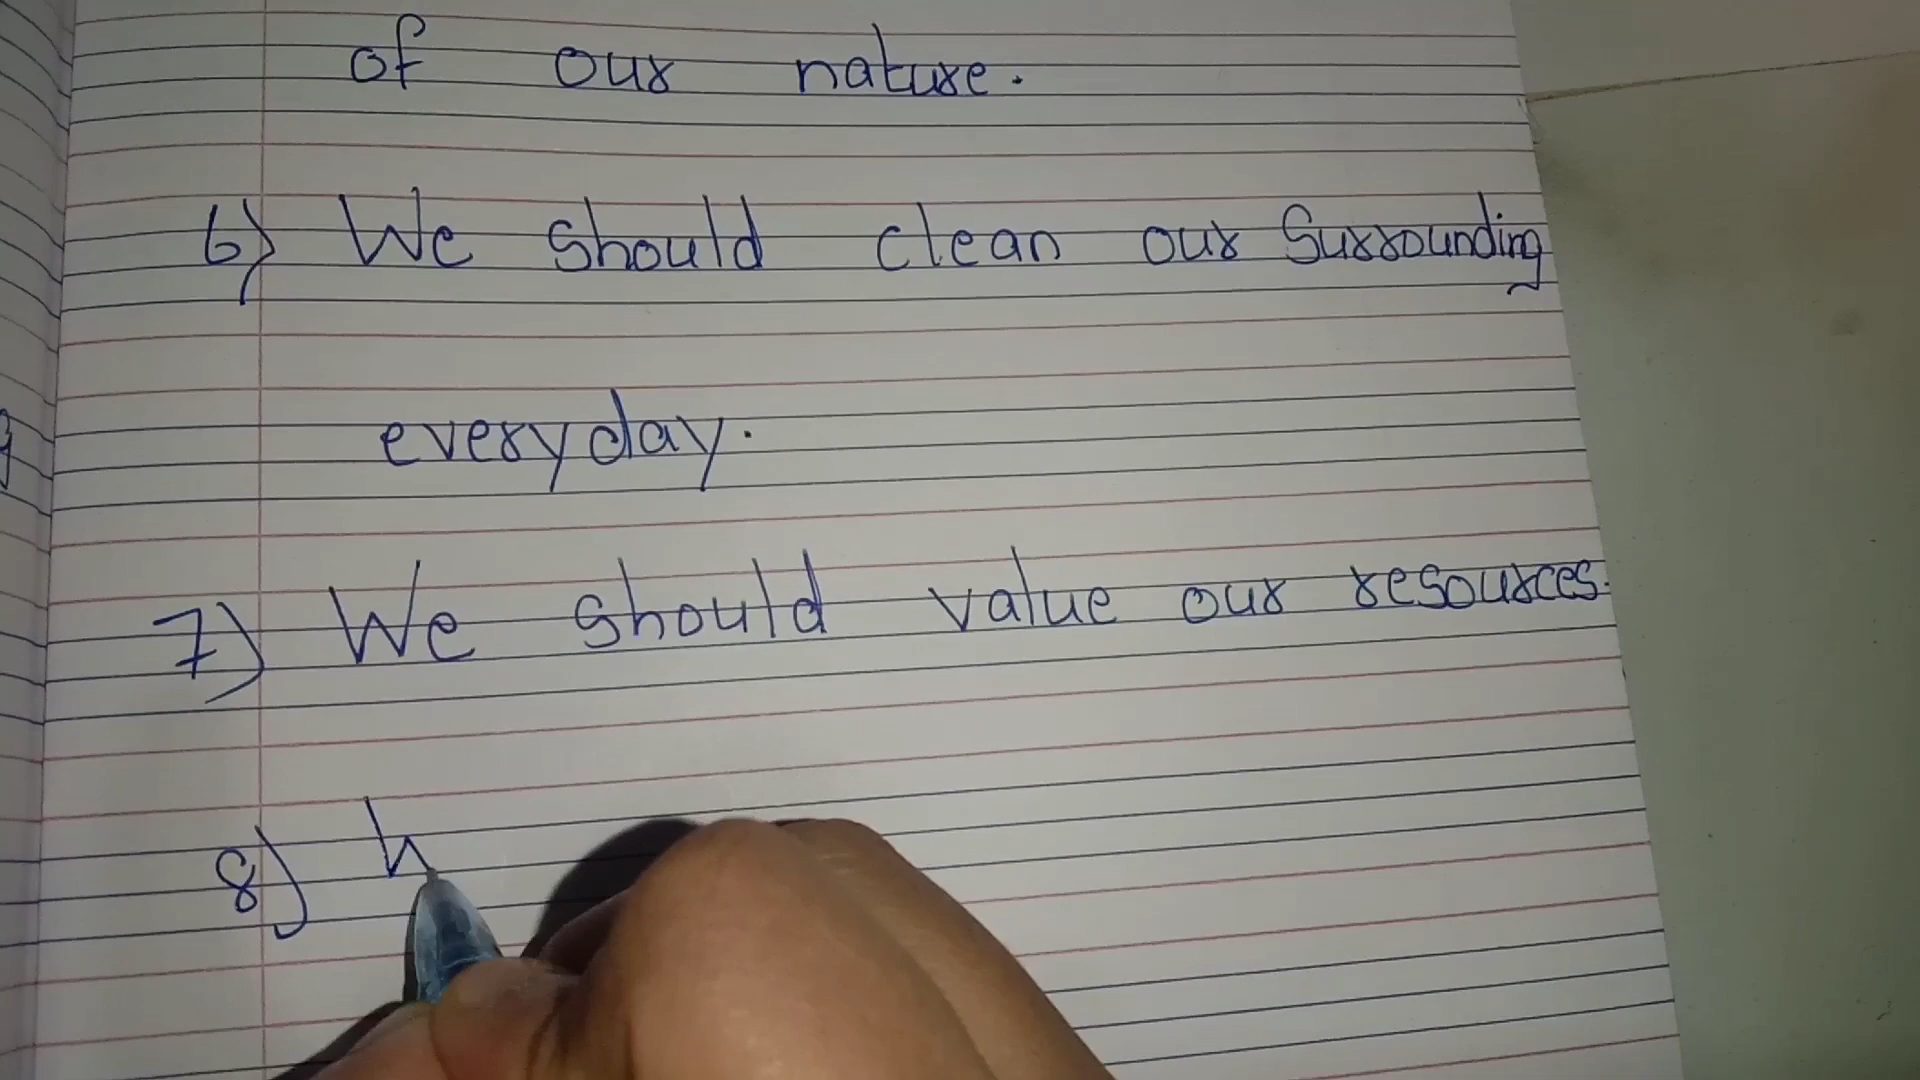 of our nature.
6) We should clean our Surrounding
everyday.
7) We should value our resources.
8)